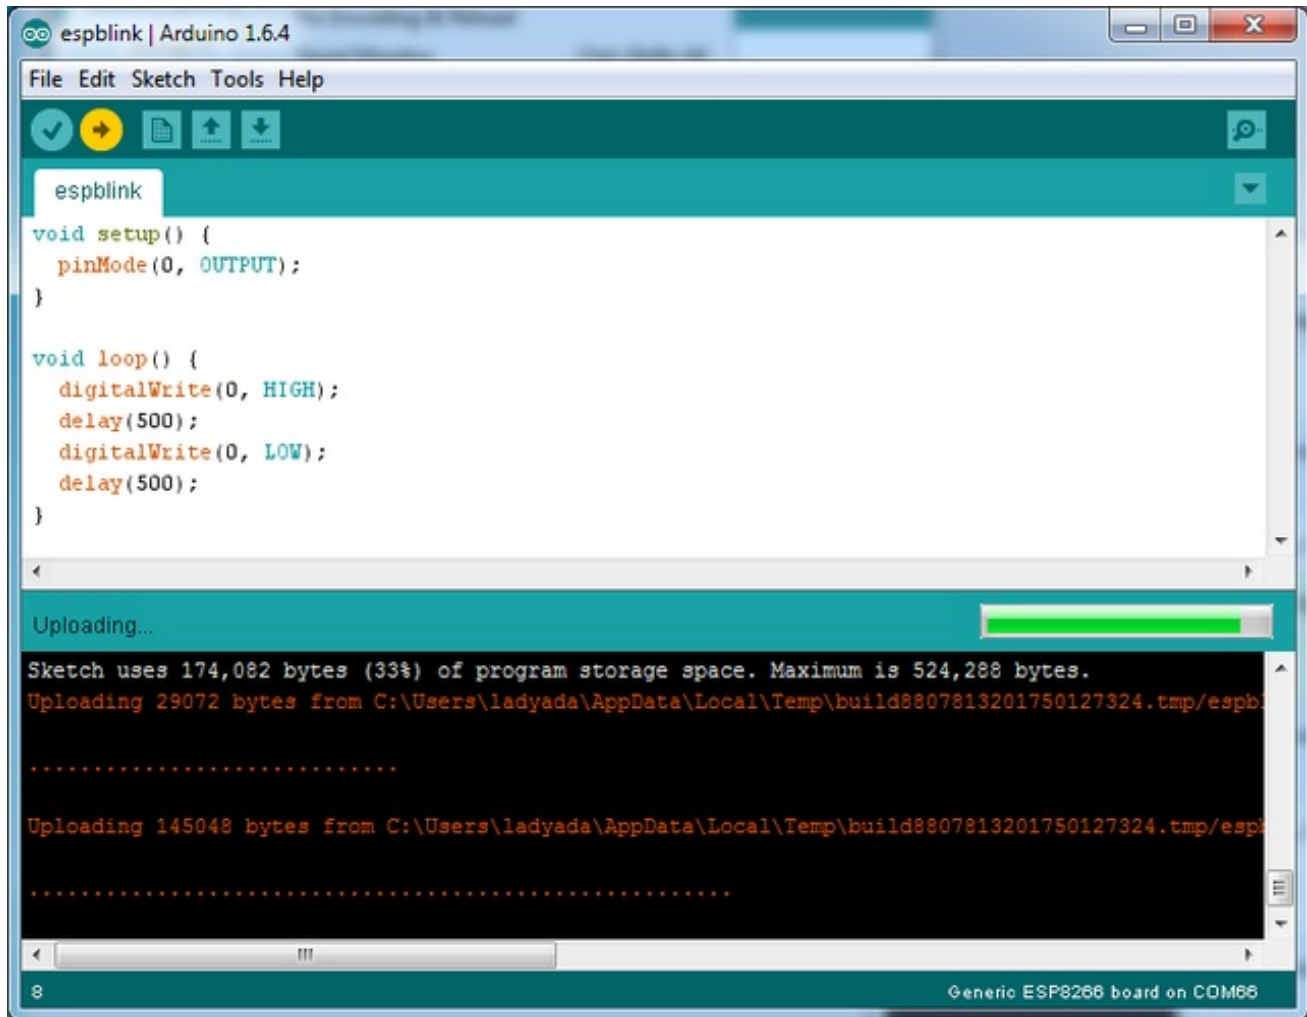 espblink | Arduino 1.6.4
File Edit Sketch Tools Help
espblink
void setup() {
  pinMode(0, OUTPUT);
}
void loop() {
  digitalWrite(0, HIGH);
  delay(500);
  digitalWrite(0, LOW);
  delay(500);
}
Uploading...
Sketch uses 174,082 bytes (33%) of program storage space. Maximum is 524,288 bytes.
Uploading 29072 bytes from C:\Users\ladyada\AppData\Local\Temp\build8807813201750127324.tmp/espb
.............................
Uploading 145048 bytes from C:\Users\ladyada\AppData\Local\Temp\build8807813201750127324.tmp/esp
.......................................................
8
Generic ESP8266 board on COM66